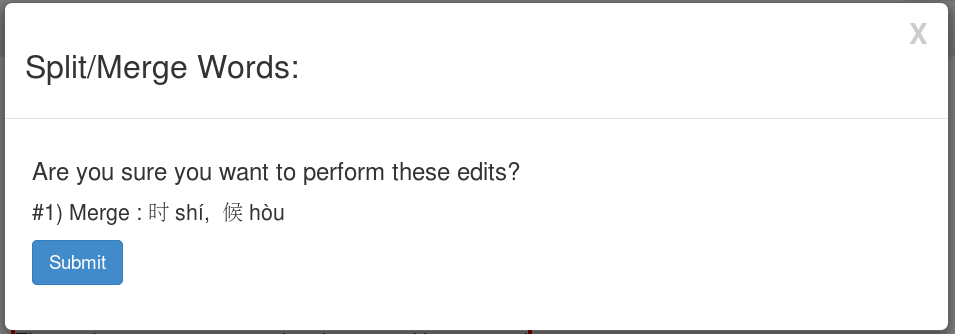 X
Split/Merge Words:
Are you sure you want to perform these edits?
#1) Merge : 时 shí, 候 hòu
Submit